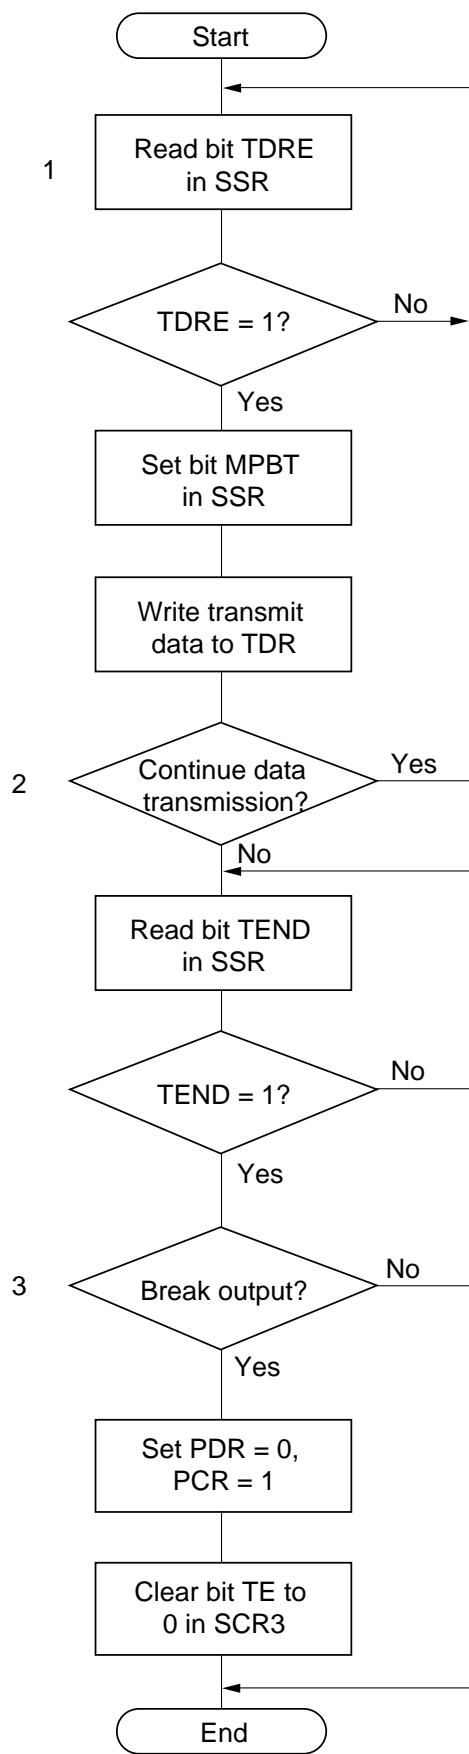 Start
1
Read bit TDRE
in SSR
TDRE = 1?
No
Yes
Set bit MPBT
in SSR
Write transmit
data to TDR
2
Continue data
transmission?
Yes
No
Read bit TEND
in SSR
TEND = 1?
No
Yes
3
Break output?
No
Yes
Set PDR = 0,
PCR = 1
Clear bit TE to
0 in SCR3
End